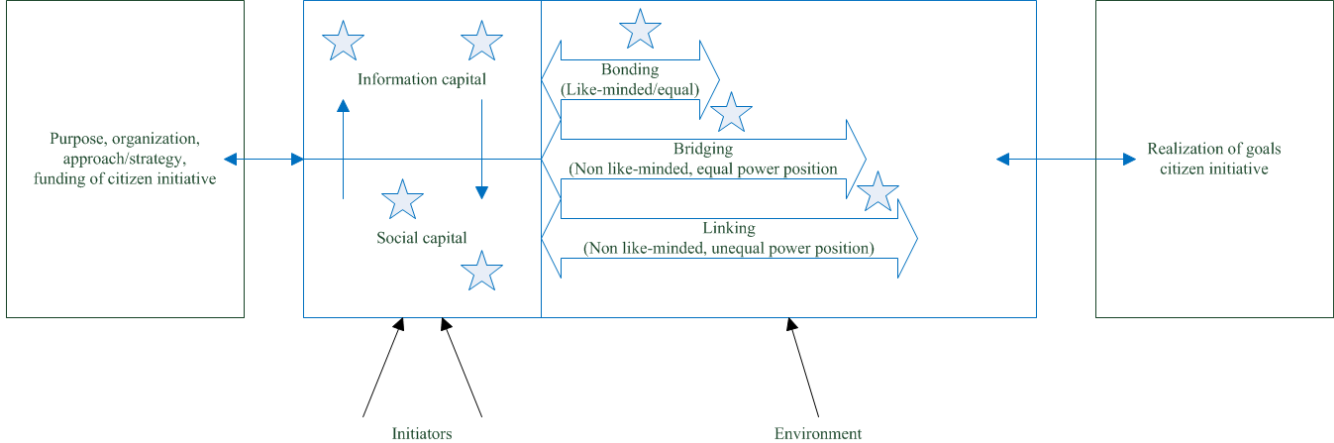 Purpose, organization,
approach/strategy,
funding of citizen initiative
Information capital
Social capital
Bonding
(Like-minded/equal)
Bridging
(Non like-minded, equal power position
Linking
(Non like-minded, unequal power position)
Realization of goals
citizen initiative
Initiators
Environment